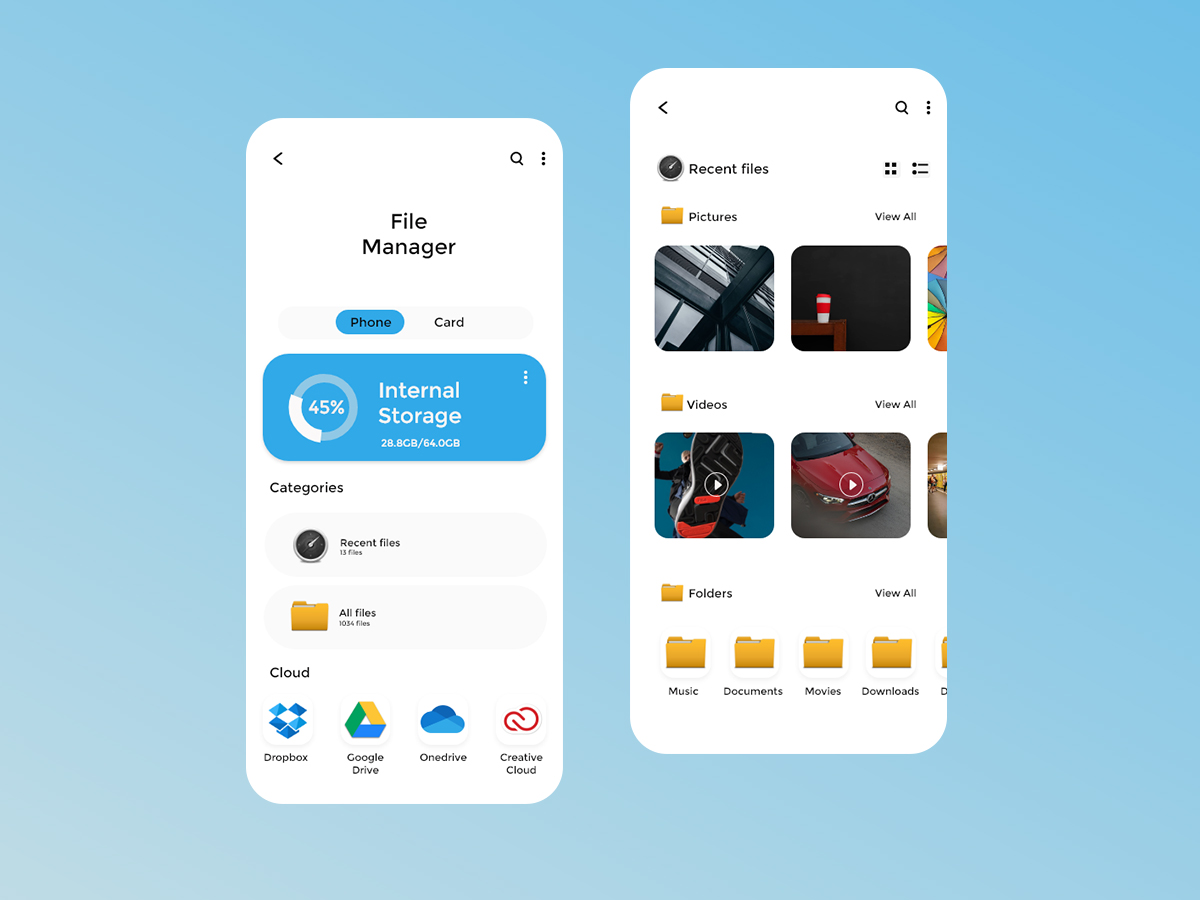 File
Manager
Phone
Card
45%
Internal
Storage
28.8GB/64.0GB
Categories
Recent files
13 files
All files
1034 files
Cloud
Dropbox
Google
Drive
Onedrive
Creative
Cloud
Recent files
Pictures
View All
Videos
View All
Folders
View All
Music
Documents
Movies
Downloads
D